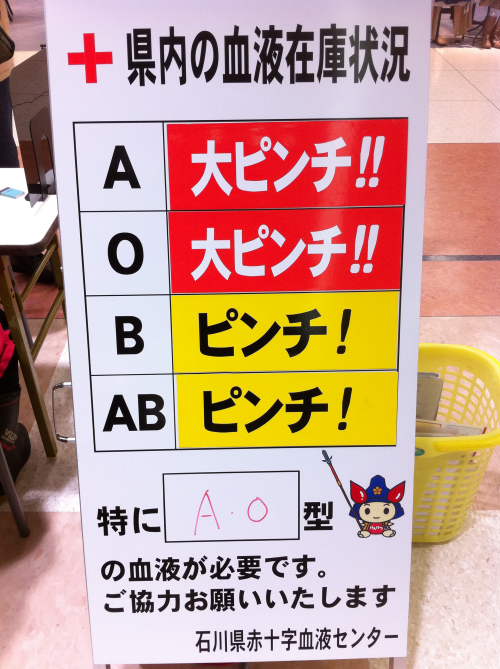 県内の血液在庫状況
A 大ピンチ!!
O 大ピンチ!!
B ピンチ!
AB ピンチ!
特に A・O 型
の血液が必要です。
ご協力お願いいたします
石川県赤十字血液センター